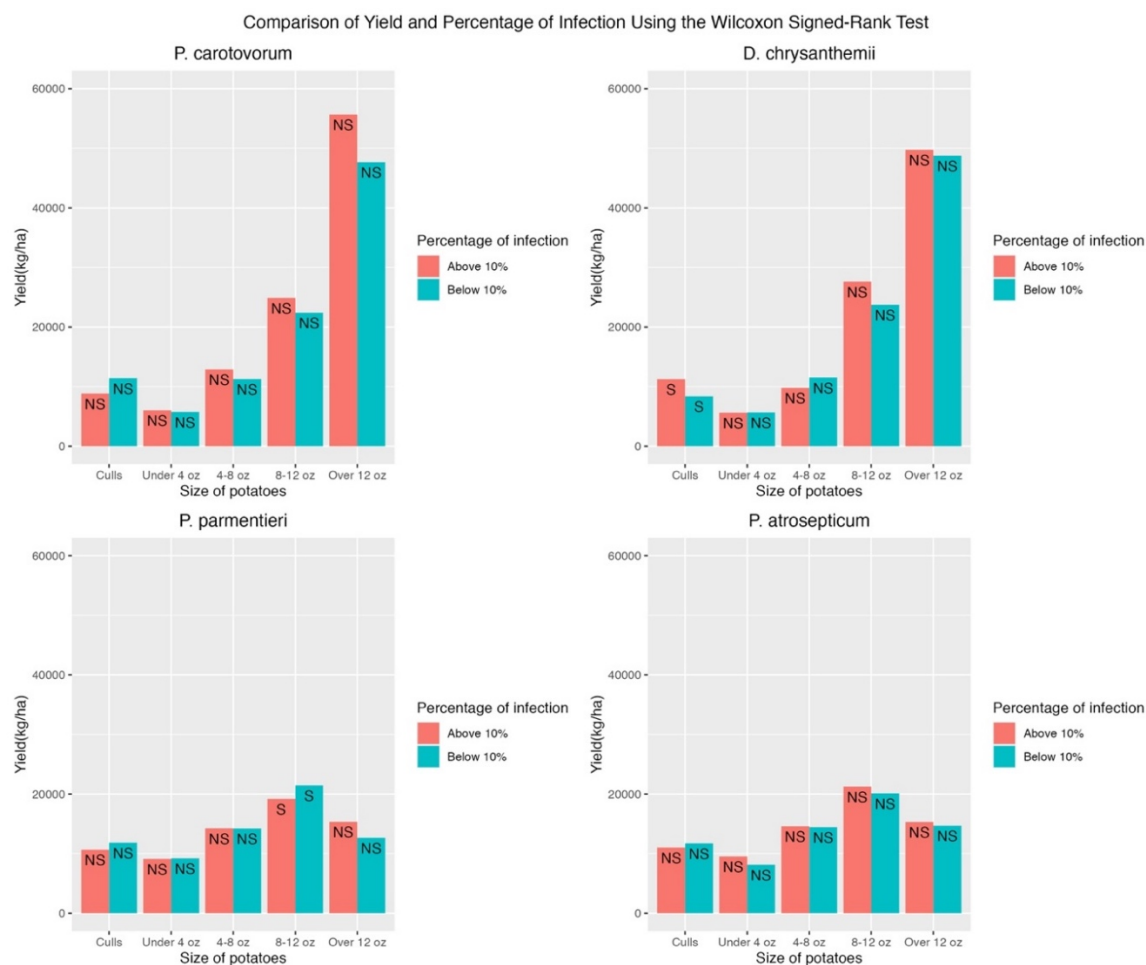 Comparison of Yield and Percentage of Infection Using the Wilcoxon Signed-Rank Test
P. carotovorum
60000
40000
20000
0
Yield(kg/ha)
NS
NS
NS
NS
NS
NS
NS
NS
NS
NS
Culls
Under 4 oz
4-8 oz
8-12 oz
Over 12 oz
Size of potatoes
Percentage of infection
Above 10%
Below 10%
D. chrysanthemii
60000
40000
20000
0
Yield(kg/ha)
S
S
NS
NS
NS
NS
NS
NS
NS
NS
Culls
Under 4 oz
4-8 oz
8-12 oz
Over 12 oz
Size of potatoes
Percentage of infection
Above 10%
Below 10%
P. parmentieri
60000
40000
20000
0
Yield(kg/ha)
NS
NS
NS
NS
NS
NS
S
S
NS
NS
Culls
Under 4 oz
4-8 oz
8-12 oz
Over 12 oz
Size of potatoes
Percentage of infection
Above 10%
Below 10%
P. atrosepticum
60000
40000
20000
0
Yield(kg/ha)
NS
NS
NS
NS
NS
NS
NS
NS
NS
NS
Culls
Under 4 oz
4-8 oz
8-12 oz
Over 12 oz
Size of potatoes
Percentage of infection
Above 10%
Below 10%